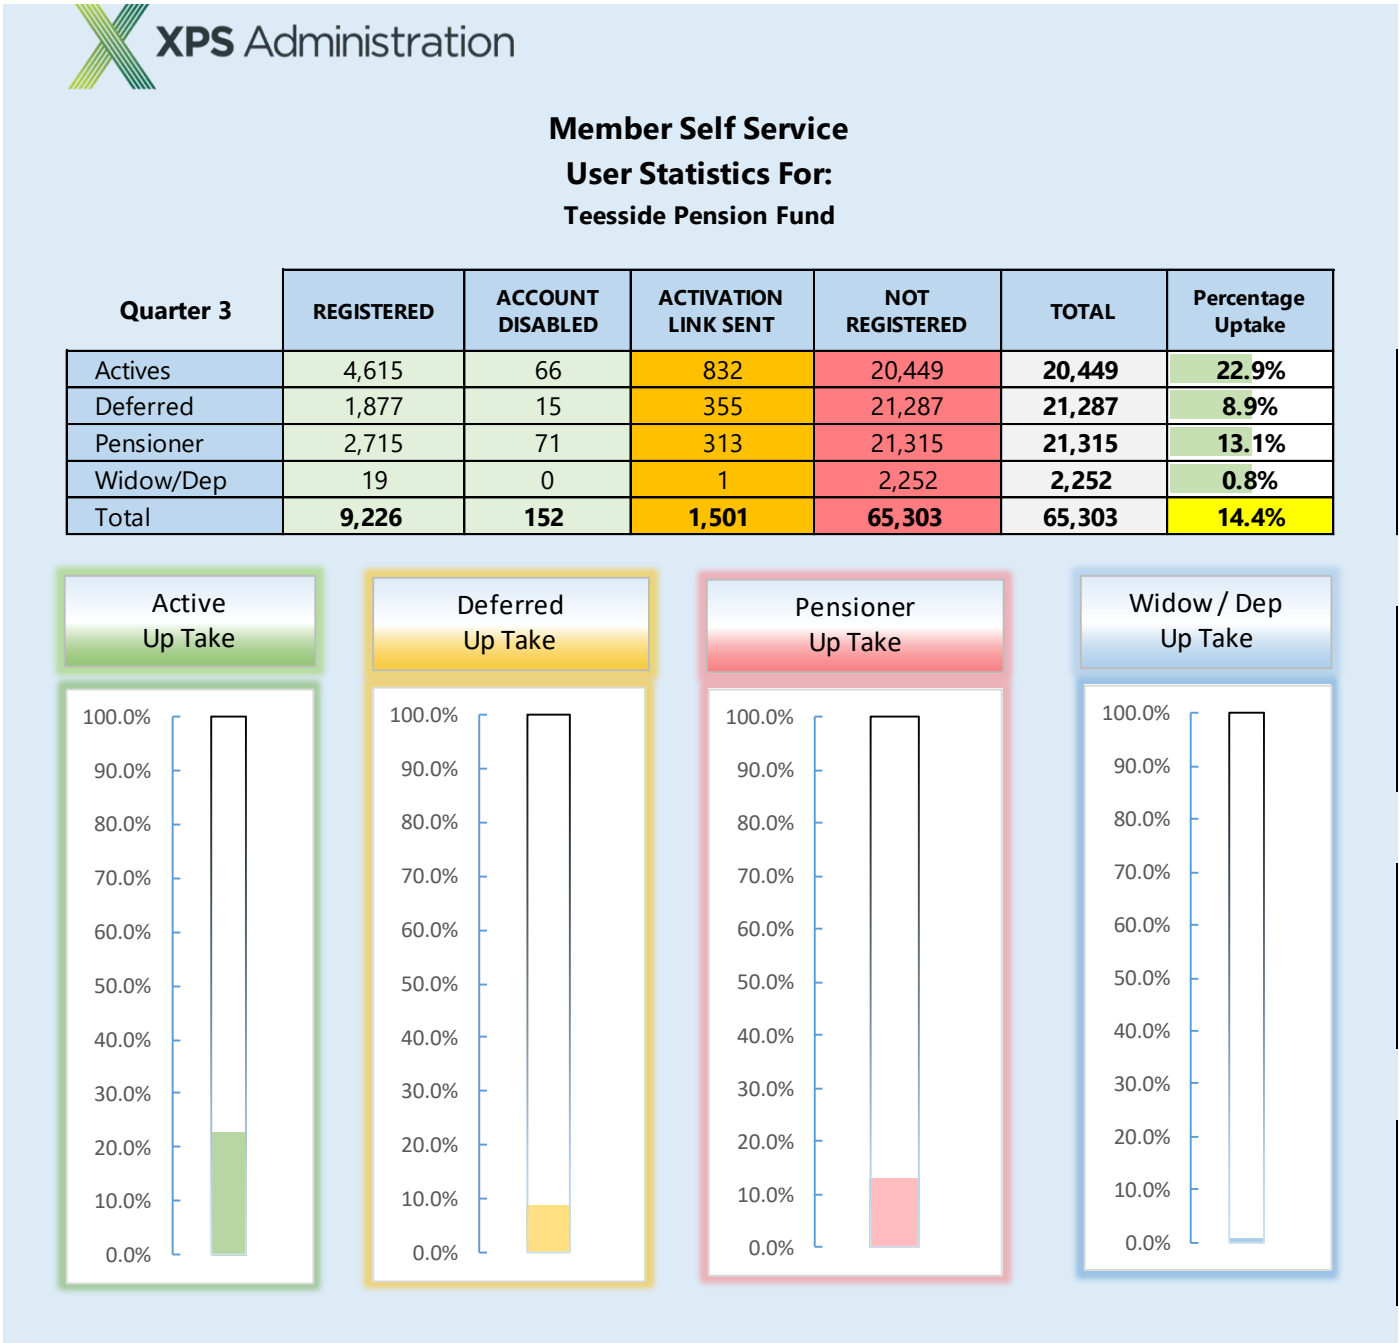 XPS Administration
Member Self Service
User Statistics For:
Teesside Pension Fund
Quarter 3 REGISTERED ACCOUNT DISABLED ACTIVATION LINK SENT NOT REGISTERED TOTAL Percentage Uptake
Actives 4,615 66 832 20,449 20,449 22.9%
Deferred 1,877 15 355 21,287 21,287 8.9%
Pensioner 2,715 71 313 21,315 21,315 13.1%
Widow/Dep 19 0 1 2,252 2,252 0.8%
Total 9,226 152 1,501 65,303 65,303 14.4%
Active
Up Take
100.0%
90.0%
80.0%
70.0%
60.0%
50.0%
40.0%
30.0%
20.0%
10.0%
0.0%
Deferred
Up Take
100.0%
90.0%
80.0%
70.0%
60.0%
50.0%
40.0%
30.0%
20.0%
10.0%
0.0%
Pensioner
Up Take
100.0%
90.0%
80.0%
70.0%
60.0%
50.0%
40.0%
30.0%
20.0%
10.0%
0.0%
Widow / Dep
Up Take
100.0%
90.0%
80.0%
70.0%
60.0%
50.0%
40.0%
30.0%
20.0%
10.0%
0.0%